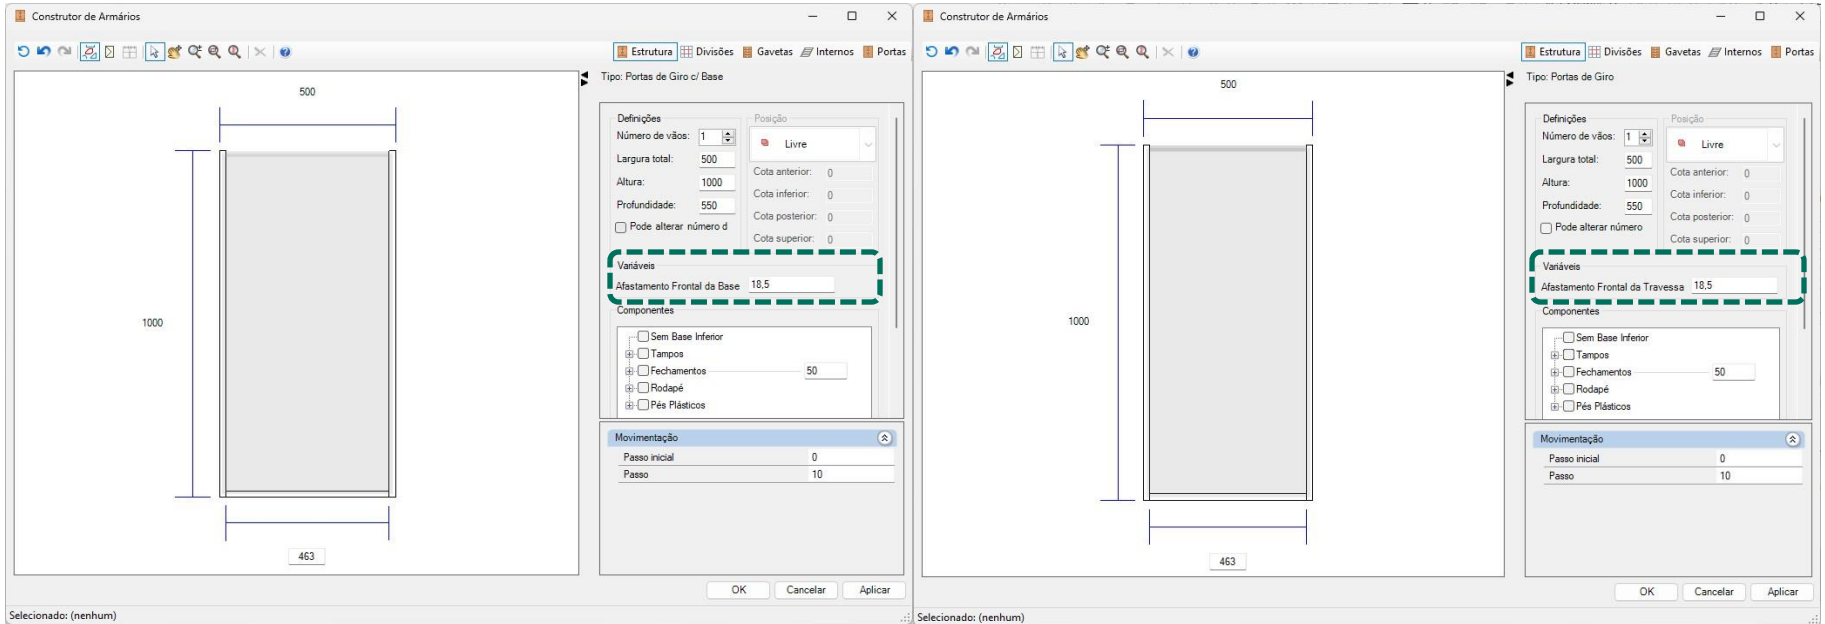 Construtor de Armários
Estrutura Divisões Gavetas Internos Portas
Tipo: Portas de Giro c/ Base
500
1000
463
Definições
Número de vãos: 1
Largura total: 500
Altura: 1000
Profundidade: 550
Pode alterar número d
Posição
Livre
Cota anterior: 0
Cota inferior: 0
Cota posterior: 0
Cota superior: 0
Variáveis
Afastamento Frontal da Base 18,5
Componentes
Sem Base Inferior
Tampos
Fechamentos 50
Rodapé
Pés Plásticos
Movimentação
Passo inicial 0
Passo 10
OK Cancelar Aplicar
Selecionado: (nenhum)
Construtor de Armários
Estrutura Divisões Gavetas Internos Portas
Tipo: Portas de Giro
500
1000
463
Definições
Número de vãos: 1
Largura total: 500
Altura: 1000
Profundidade: 550
Pode alterar número
Posição
Livre
Cota anterior: 0
Cota inferior: 0
Cota posterior: 0
Cota superior: 0
Variáveis
Afastamento Frontal da Travessa 18,5
Componentes
Sem Base Inferior
Tampos
Fechamentos 50
Rodapé
Pés Plásticos
Movimentação
Passo inicial 0
Passo 10
OK Cancelar Aplicar
Selecionado: (nenhum)